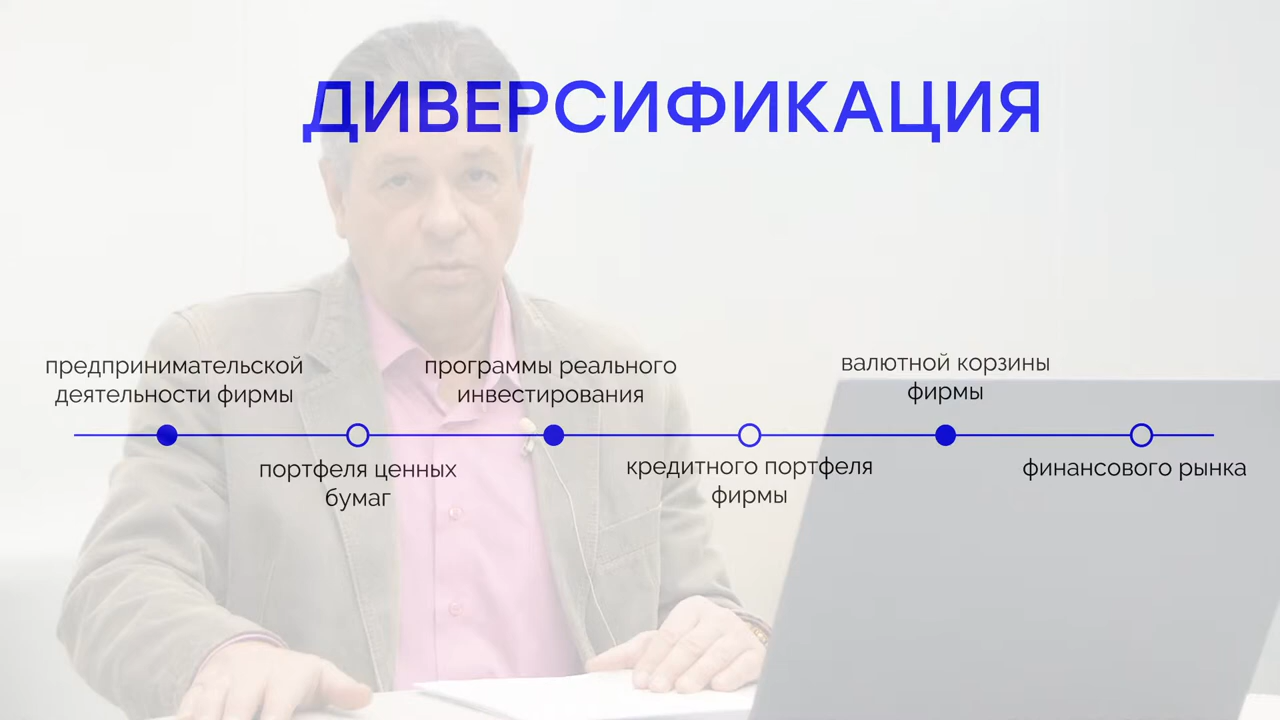 ДИВЕРСИФИКАЦИЯ
предпринимательской
деятельности фирмы
портфеля ценных
бумаг
программы реального
инвестирования
кредитного портфеля
фирмы
валютной корзины
фирмы
финансового рынка